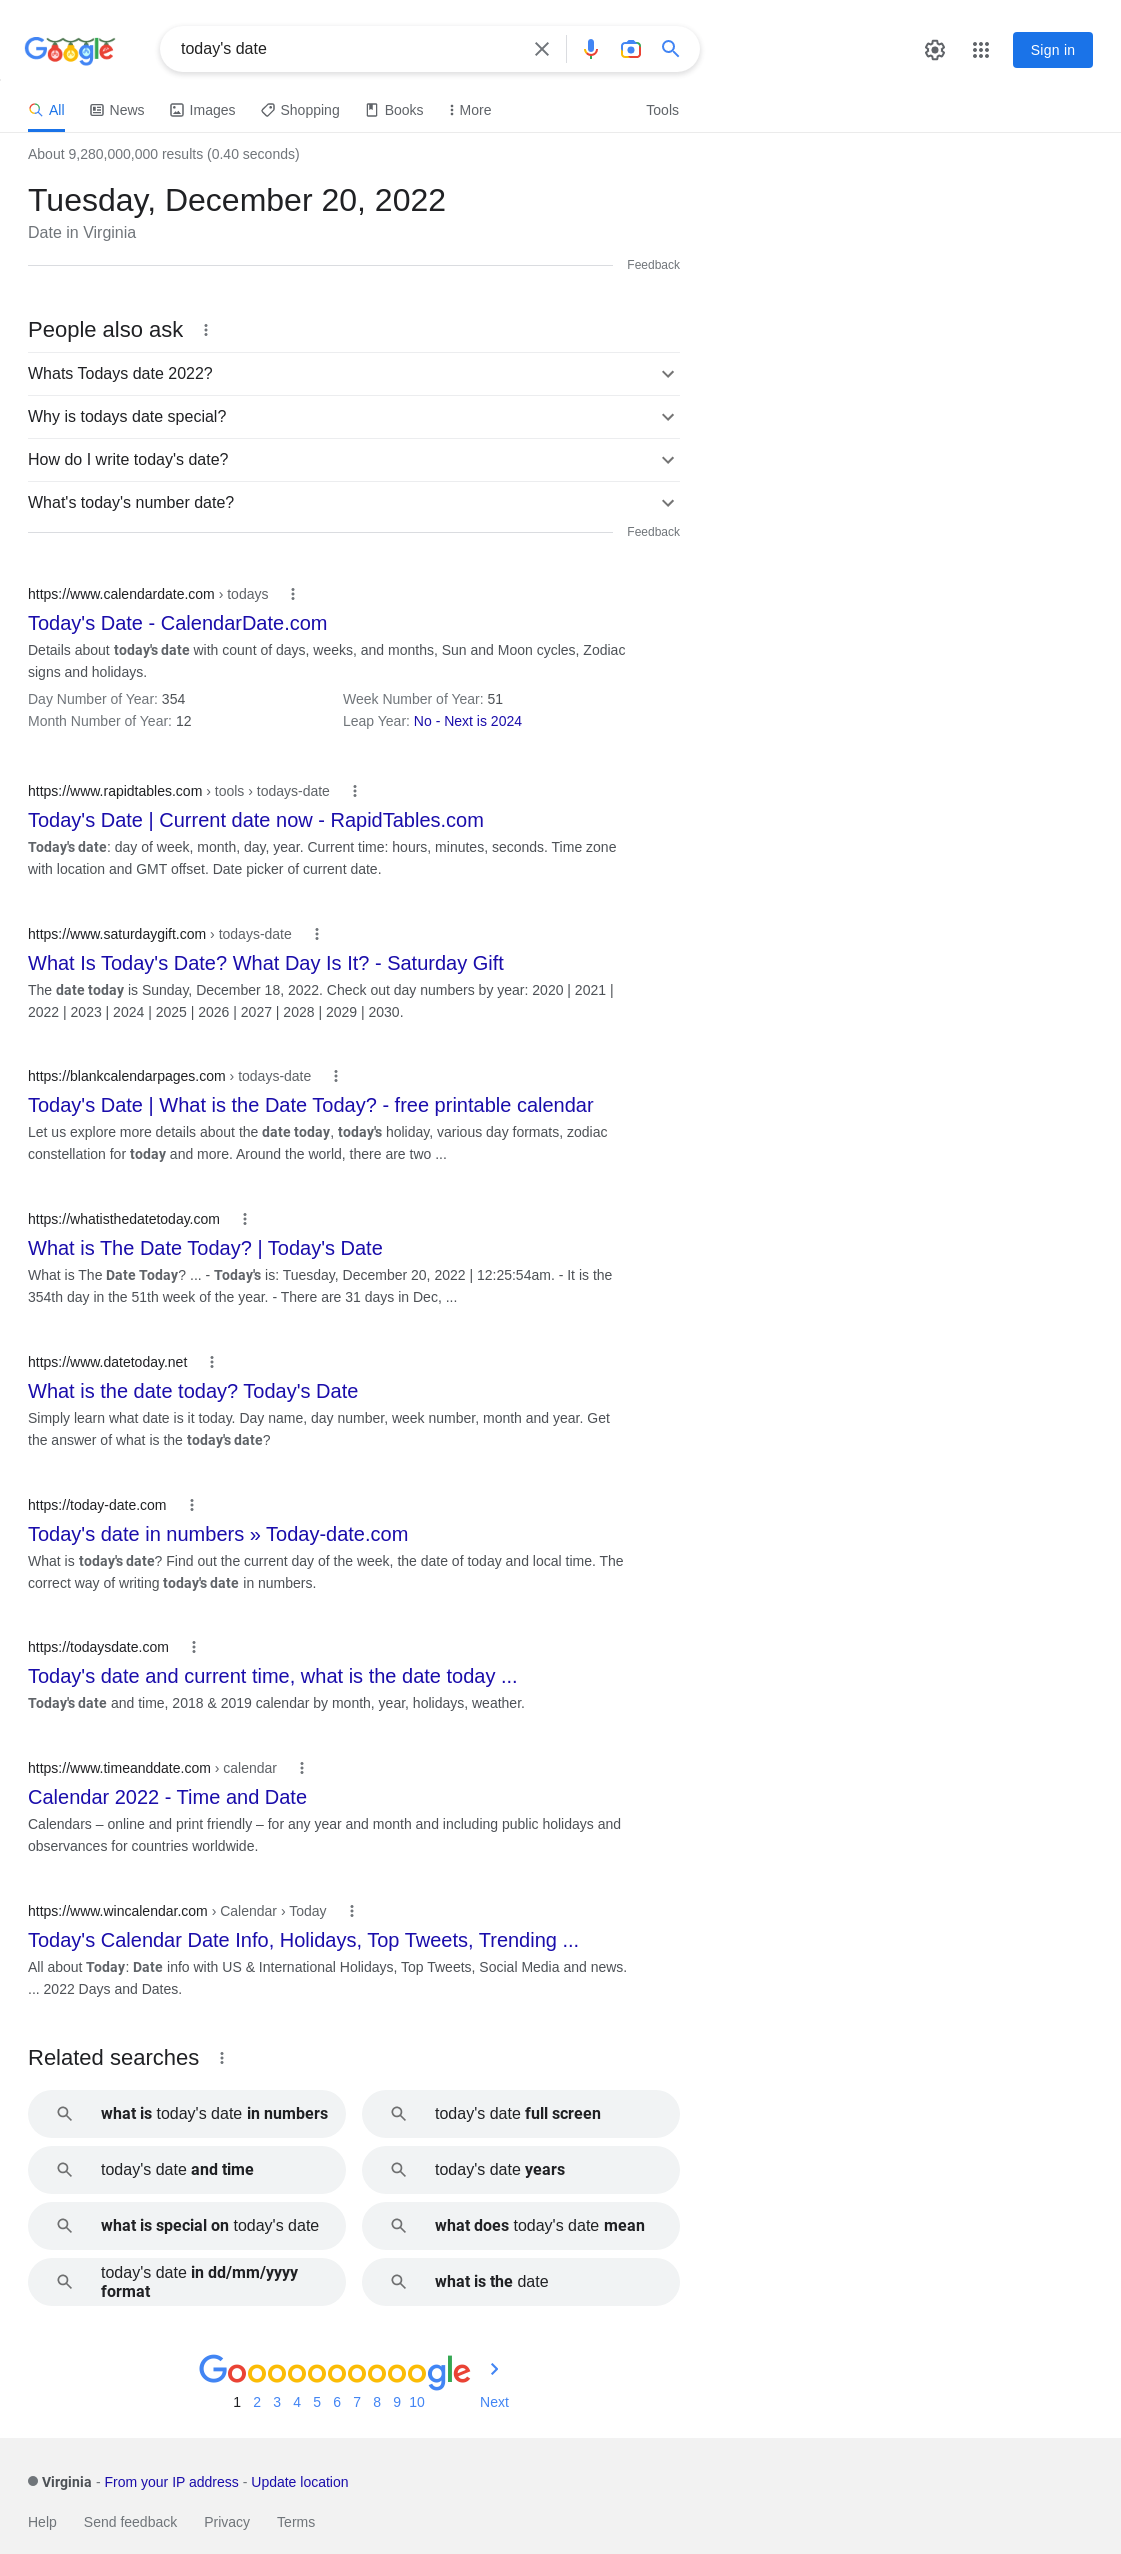 Google
today's date
Sign in
All News Images Shopping Books More Tools
About 9,280,000,000 results (0.40 seconds)
Tuesday, December 20, 2022
Date in Virginia
Feedback
People also ask
Whats Todays date 2022?
Why is todays date special?
How do I write today's date?
What's today's number date?
Feedback
https://www.calendardate.com › todays
Today's Date - CalendarDate.com
Details about today's date with count of days, weeks, and months, Sun and Moon cycles, Zodiac
signs and holidays.
Day Number of Year: 354 Week Number of Year: 51
Month Number of Year: 12 Leap Year: No - Next is 2024
https://www.rapidtables.com › tools › todays-date
Today's Date | Current date now - RapidTables.com
Today's date: day of week, month, day, year. Current time: hours, minutes, seconds. Time zone
with location and GMT offset. Date picker of current date.
https://www.saturdaygift.com › todays-date
What Is Today's Date? What Day Is It? - Saturday Gift
The date today is Sunday, December 18, 2022. Check out day numbers by year: 2020 | 2021 |
2022 | 2023 | 2024 | 2025 | 2026 | 2027 | 2028 | 2029 | 2030.
https://blankcalendarpages.com › todays-date
Today's Date | What is the Date Today? - free printable calendar
Let us explore more details about the date today, today's holiday, various day formats, zodiac
constellation for today and more. Around the world, there are two ...
https://whatisthedatetoday.com
What is The Date Today? | Today's Date
What is The Date Today? ... - Today's is: Tuesday, December 20, 2022 | 12:25:54am. - It is the
354th day in the 51th week of the year. - There are 31 days in Dec, ...
https://www.datetoday.net
What is the date today? Today's Date
Simply learn what date is it today. Day name, day number, week number, month and year. Get
the answer of what is the today's date?
https://today-date.com
Today's date in numbers » Today-date.com
What is today's date? Find out the current day of the week, the date of today and local time. The
correct way of writing today's date in numbers.
https://todaysdate.com
Today's date and current time, what is the date today ...
Today's date and time, 2018 & 2019 calendar by month, year, holidays, weather.
https://www.timeanddate.com › calendar
Calendar 2022 - Time and Date
Calendars – online and print friendly – for any year and month and including public holidays and
observances for countries worldwide.
https://www.wincalendar.com › Calendar › Today
Today's Calendar Date Info, Holidays, Top Tweets, Trending ...
All about Today: Date info with US & International Holidays, Top Tweets, Social Media and news.
... 2022 Days and Dates.
Related searches
what is today's date in numbers
today's date full screen
today's date and time
today's date years
what is special on today's date
what does today's date mean
today's date in dd/mm/yyyy
format
what is the date
Goooooooooogle
1 2 3 4 5 6 7 8 9 10 Next
Virginia - From your IP address - Update location
Help Send feedback Privacy Terms